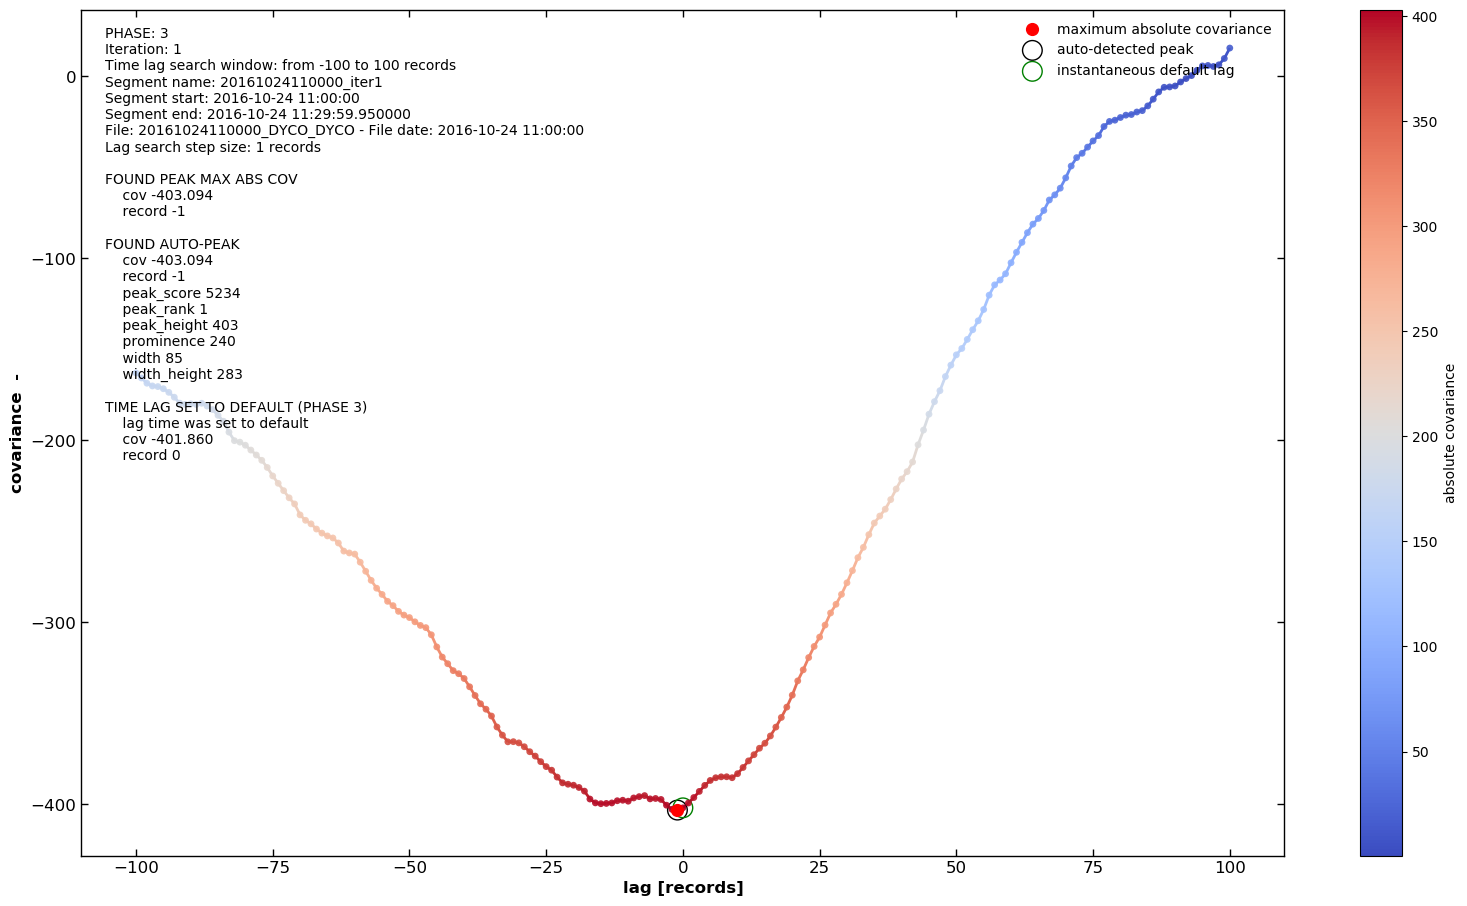 PHASE: 3
Iteration: 1
Time lag search window: from -100 to 100 records
Segment name: 20161024110000_iter1
Segment start: 2016-10-24 11:00:00
Segment end: 2016-10-24 11:29:59.950000
File: 20161024110000_DYCO_DYCO - File date: 2016-10-24 11:00:00
Lag search step size: 1 records
FOUND PEAK MAX ABS COV
cov -403.094
record -1
FOUND AUTO-PEAK
cov -403.094
record -1
peak_score 5234
peak_rank 1
peak_height 403
prominence 240
width 85
width_height 283
TIME LAG SET TO DEFAULT (PHASE 3)
lag time was set to default
cov -401.860
record 0
maximum absolute covariance
auto-detected peak
instantaneous default lag
0
−100
−200
−300
−400
covariance -
−100
−75
−50
−25
0
25
50
75
100
lag [records]
400
350
300
250
200
150
100
50
absolute covariance